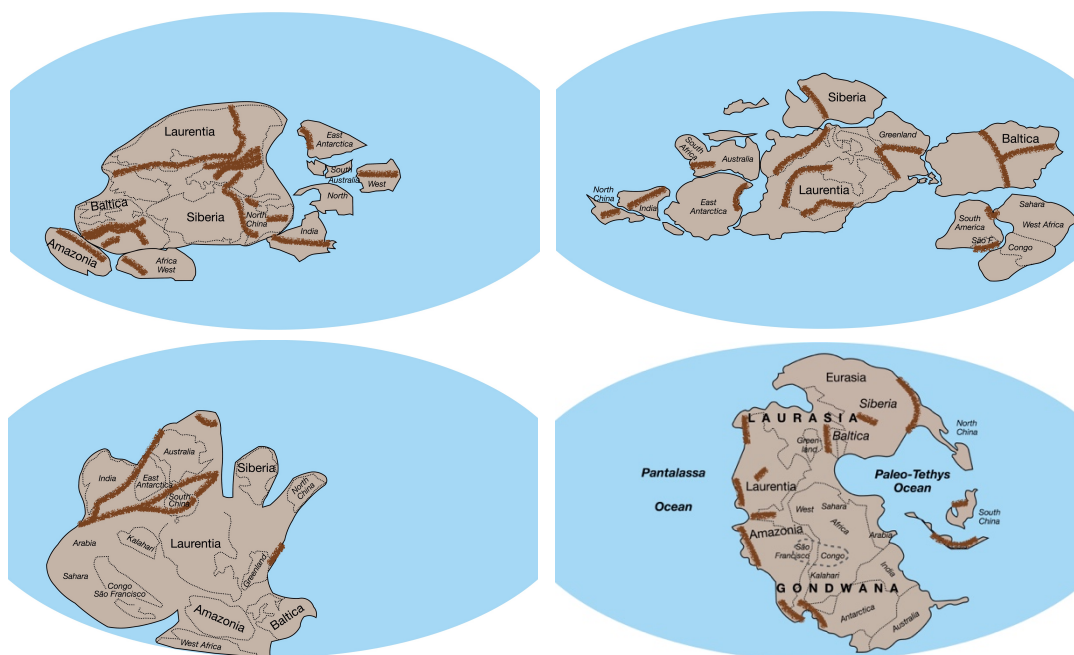 Laurentia
East
Antarctica
South
Australia
West
North
Baltica
Siberia
North
China
India
Amazonia
Africa
West
Siberia
South
Africa
Australia
Greenland
Baltica
North
China
India
East
Antarctica
Laurentia
South
America
Sahara
West Africa
São F.
Congo
Australia
India
East
Antarctica
South
China
Siberia
North
China
Arabia
Kalahari
Laurentia
Greenland
Sahara
Congo
São Francisco
Amazonia
Baltica
West Africa
Eurasia
Siberia
LAURASIA
Baltica
Green-
land
North
China
Pantalassa
Ocean
Paleo-Tethys
Ocean
Laurentia
West
Sahara
Africa
South
China
Amazonia
Arabia
São
Francisco
Congo
India
Kalahari
GONDWANA
Antarctica
Australia